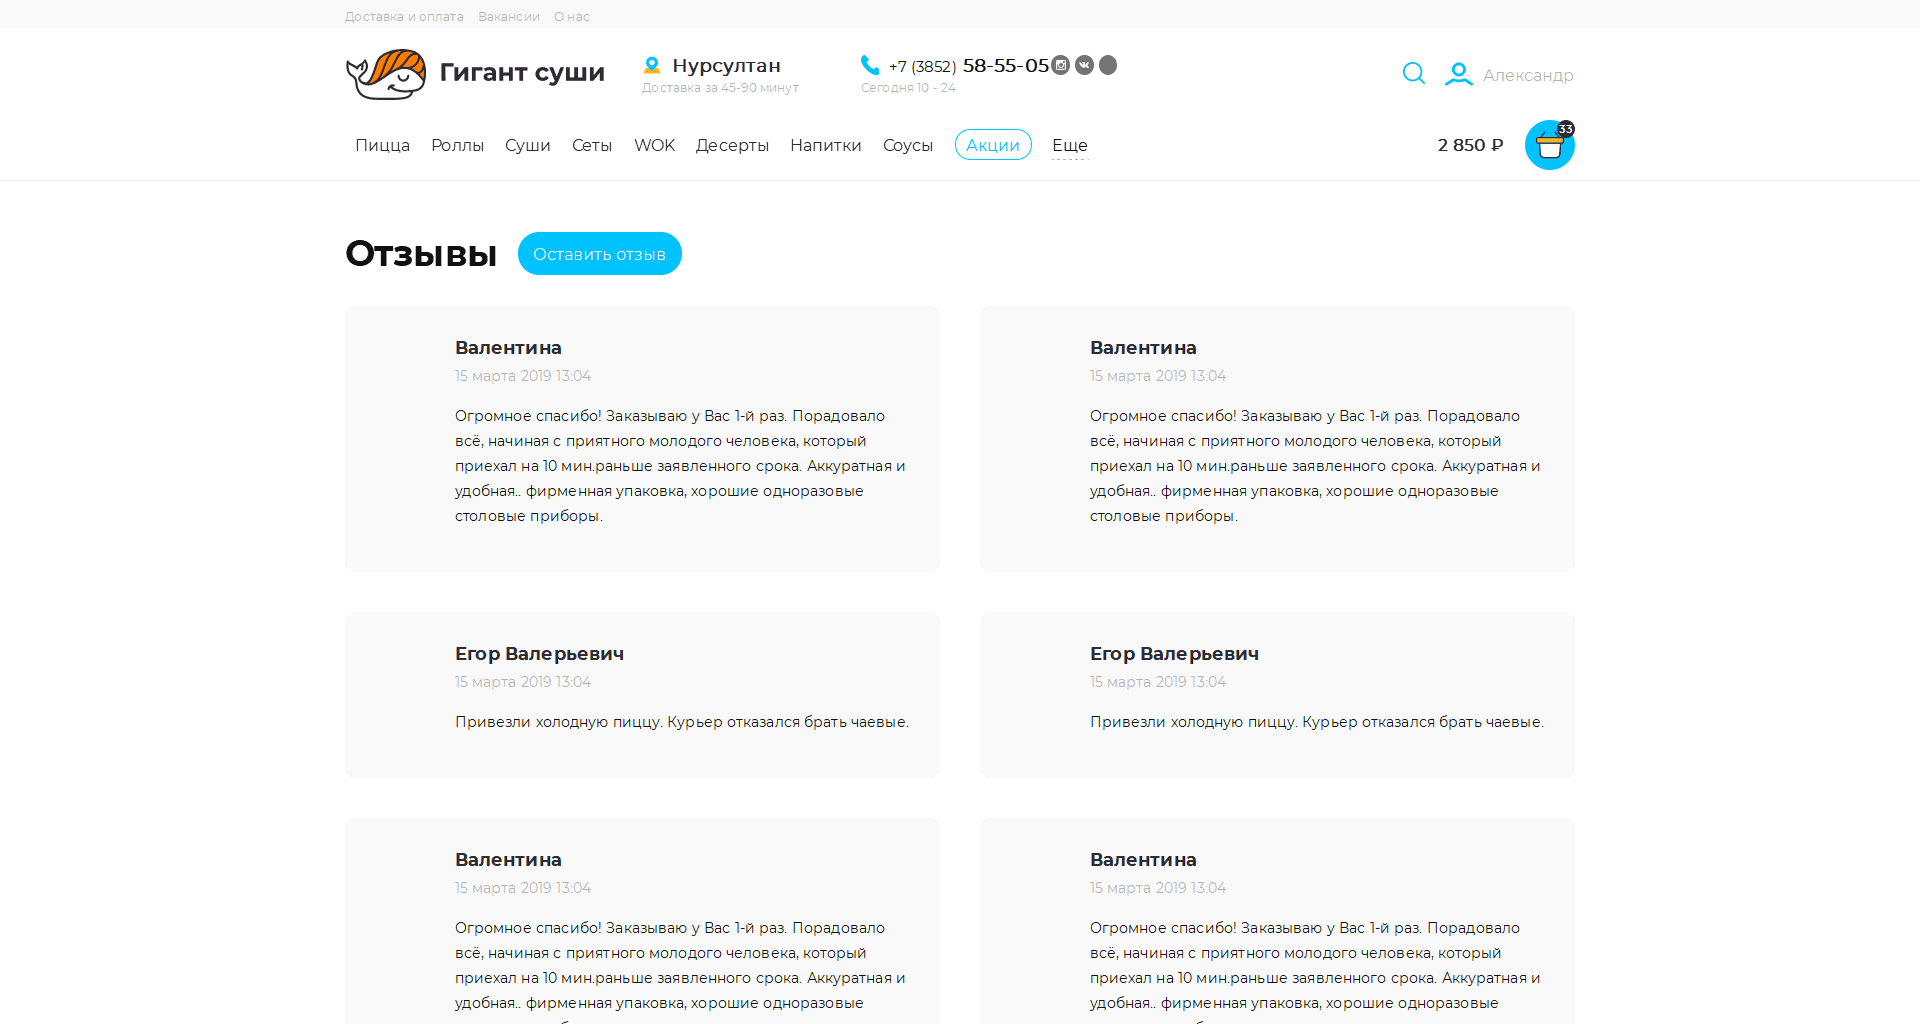 Доставка и оплата Вакансии О нас
Гигант суши
Нурсултан
Доставка за 45-90 минут
+7 (3852) 58-55-05
Сегодня 10 - 24
Александр
Пицца Роллы Суши Сеты WOK Десерты Напитки Соусы Акции Еще
2 850 ₽
33
Отзывы
Оставить отзыв
Валентина
15 марта 2019 13:04
Огромное спасибо! Заказываю у Вас 1-й раз. Порадовало
всё, начиная с приятного молодого человека, который
приехал на 10 мин.раньше заявленного срока. Аккуратная и
удобная.. фирменная упаковка, хорошие одноразовые
столовые приборы.
Валентина
15 марта 2019 13:04
Огромное спасибо! Заказываю у Вас 1-й раз. Порадовало
всё, начиная с приятного молодого человека, который
приехал на 10 мин.раньше заявленного срока. Аккуратная и
удобная.. фирменная упаковка, хорошие одноразовые
столовые приборы.
Егор Валерьевич
15 марта 2019 13:04
Привезли холодную пиццу. Курьер отказался брать чаевые.
Егор Валерьевич
15 марта 2019 13:04
Привезли холодную пиццу. Курьер отказался брать чаевые.
Валентина
15 марта 2019 13:04
Огромное спасибо! Заказываю у Вас 1-й раз. Порадовало
всё, начиная с приятного молодого человека, который
приехал на 10 мин.раньше заявленного срока. Аккуратная и
удобная.. фирменная упаковка, хорошие одноразовые
Валентина
15 марта 2019 13:04
Огромное спасибо! Заказываю у Вас 1-й раз. Порадовало
всё, начиная с приятного молодого человека, который
приехал на 10 мин.раньше заявленного срока. Аккуратная и
удобная.. фирменная упаковка, хорошие одноразовые